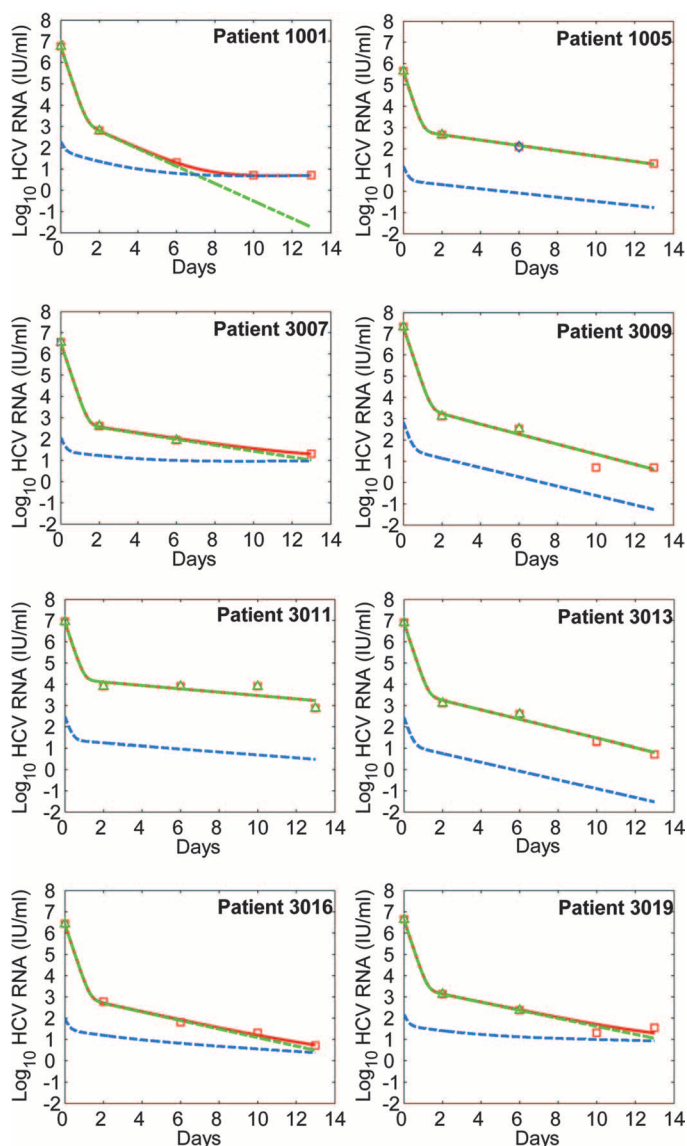 Patient 1001
Log10 HCV RNA (IU/ml)
8
7
6
5
4
3
2
1
0
-1
-2
0 2 4 6 8 10 12 14
Days
Patient 1005
Log10 HCV RNA (IU/ml)
8
7
6
5
4
3
2
1
0
-1
-2
0 2 4 6 8 10 12 14
Days
Patient 3007
Log10 HCV RNA (IU/ml)
8
7
6
5
4
3
2
1
0
-1
-2
0 2 4 6 8 10 12 14
Days
Patient 3009
Log10 HCV RNA (IU/ml)
8
7
6
5
4
3
2
1
0
-1
-2
0 2 4 6 8 10 12 14
Days
Patient 3011
Log10 HCV RNA (IU/ml)
8
7
6
5
4
3
2
1
0
-1
-2
0 2 4 6 8 10 12 14
Days
Patient 3013
Log10 HCV RNA (IU/ml)
8
7
6
5
4
3
2
1
0
-1
-2
0 2 4 6 8 10 12 14
Days
Patient 3016
Log10 HCV RNA (IU/ml)
8
7
6
5
4
3
2
1
0
-1
-2
0 2 4 6 8 10 12 14
Days
Patient 3019
Log10 HCV RNA (IU/ml)
8
7
6
5
4
3
2
1
0
-1
-2
0 2 4 6 8 10 12 14
Days